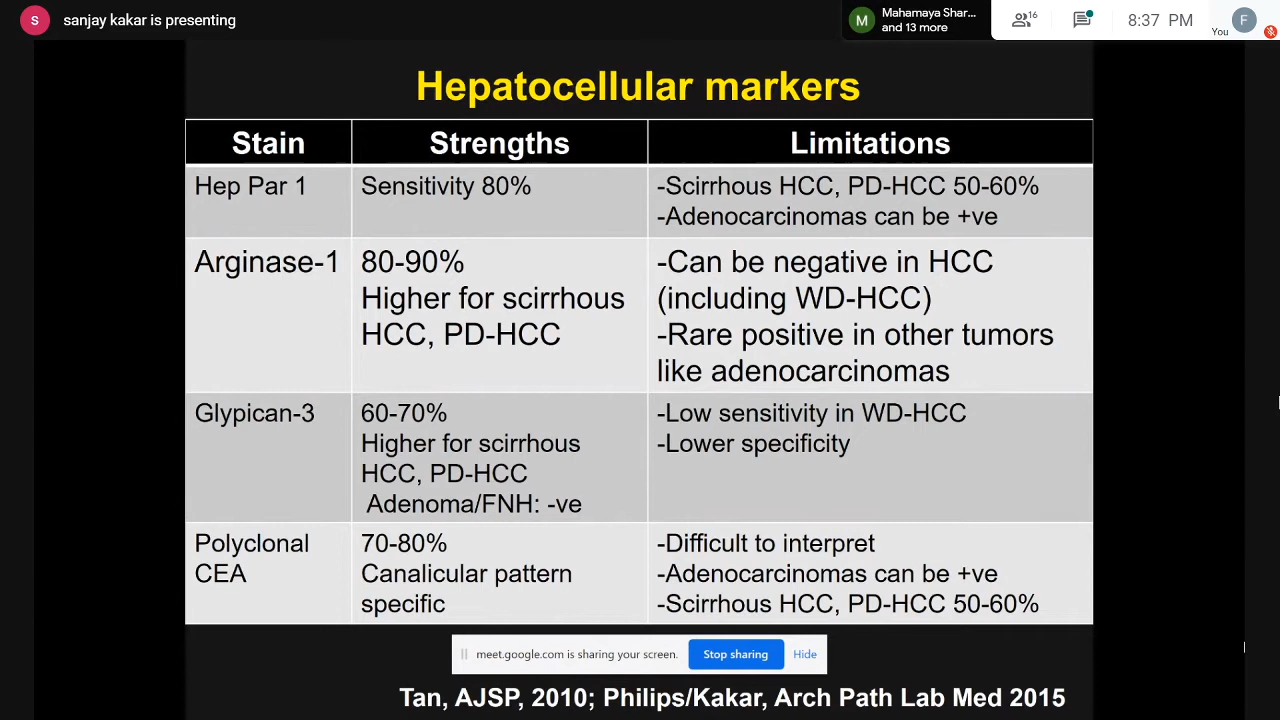 S sanjay kakar is presenting
M Mahamaya Shar...
and 13 more
16
8:37 PM
You
F
Hepatocellular markers
Stain Strengths Limitations
Hep Par 1 Sensitivity 80% -Scirrhous HCC, PD-HCC 50-60%
-Adenocarcinomas can be +ve
Arginase-1 80-90% -Can be negative in HCC
Higher for scirrhous (including WD-HCC)
HCC, PD-HCC -Rare positive in other tumors
like adenocarcinomas
Glypican-3 60-70% -Low sensitivity in WD-HCC
Higher for scirrhous -Lower specificity
HCC, PD-HCC
Adenoma/FNH: -ve
Polyclonal 70-80% -Difficult to interpret
CEA Canalicular pattern -Adenocarcinomas can be +ve
specific -Scirrhous HCC, PD-HCC 50-60%
meet.google.com is sharing your screen. Stop sharing Hide
Tan, AJSP, 2010; Philips/Kakar, Arch Path Lab Med 2015